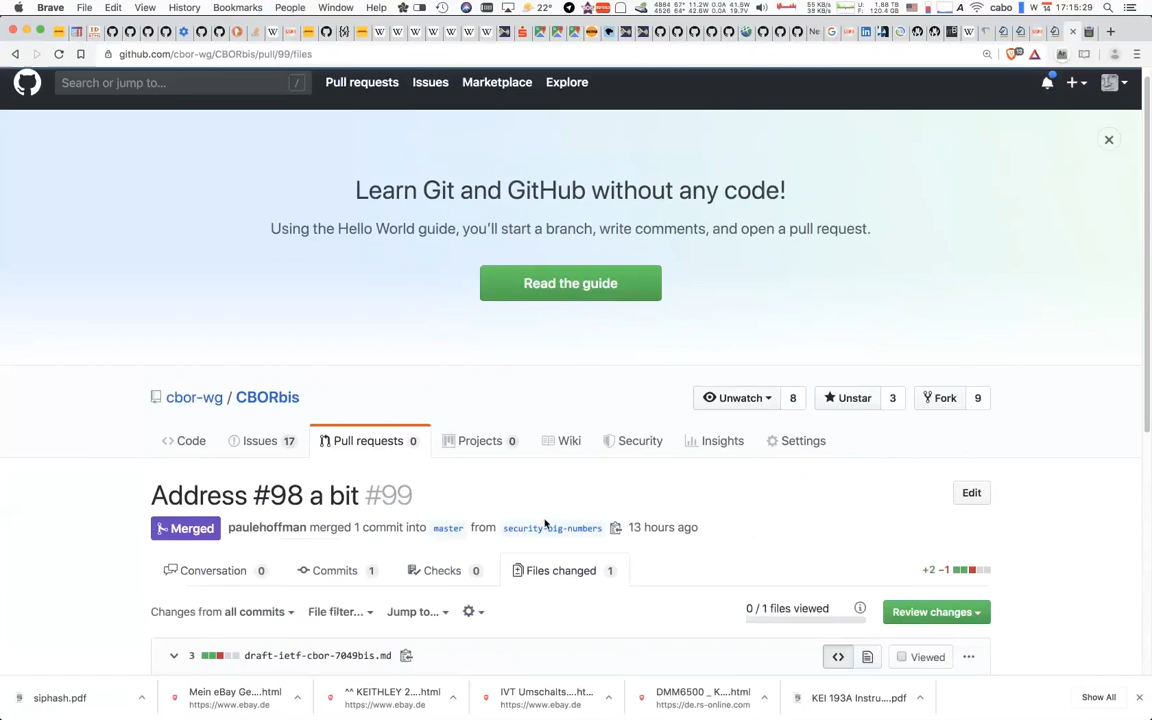 Brave File Edit View History Bookmarks People Window Help 22° cabo W 14 17:15:29
github.com/cbor-wg/CBORbis/pull/99/files
Search or jump to... / Pull requests Issues Marketplace Explore
Learn Git and GitHub without any code!
Using the Hello World guide, you’ll start a branch, write comments, and open a pull request.
Read the guide
cbor-wg / CBORbis Unwatch 8 Unstar 3 Fork 9
Code Issues 17 Pull requests 0 Projects 0 Wiki Security Insights Settings
Address #98 a bit #99 Edit
Merged paulehoffman merged 1 commit into master from security-big-numbers 13 hours ago
Conversation 0 Commits 1 Checks 0 Files changed 1 +2 −1
Changes from all commits File filter... Jump to... 0 / 1 files viewed Review changes
3 draft-ietf-cbor-7049bis.md Viewed
siphash.pdf Mein eBay Ge....html ^^ KEITHLEY 2....html IVT Umschalts....html DMM6500 _ K....html KEI 193A Instru....pdf Show All
https://www.ebay.de https://www.ebay.de https://www.ebay.de https://de.rs-online.com